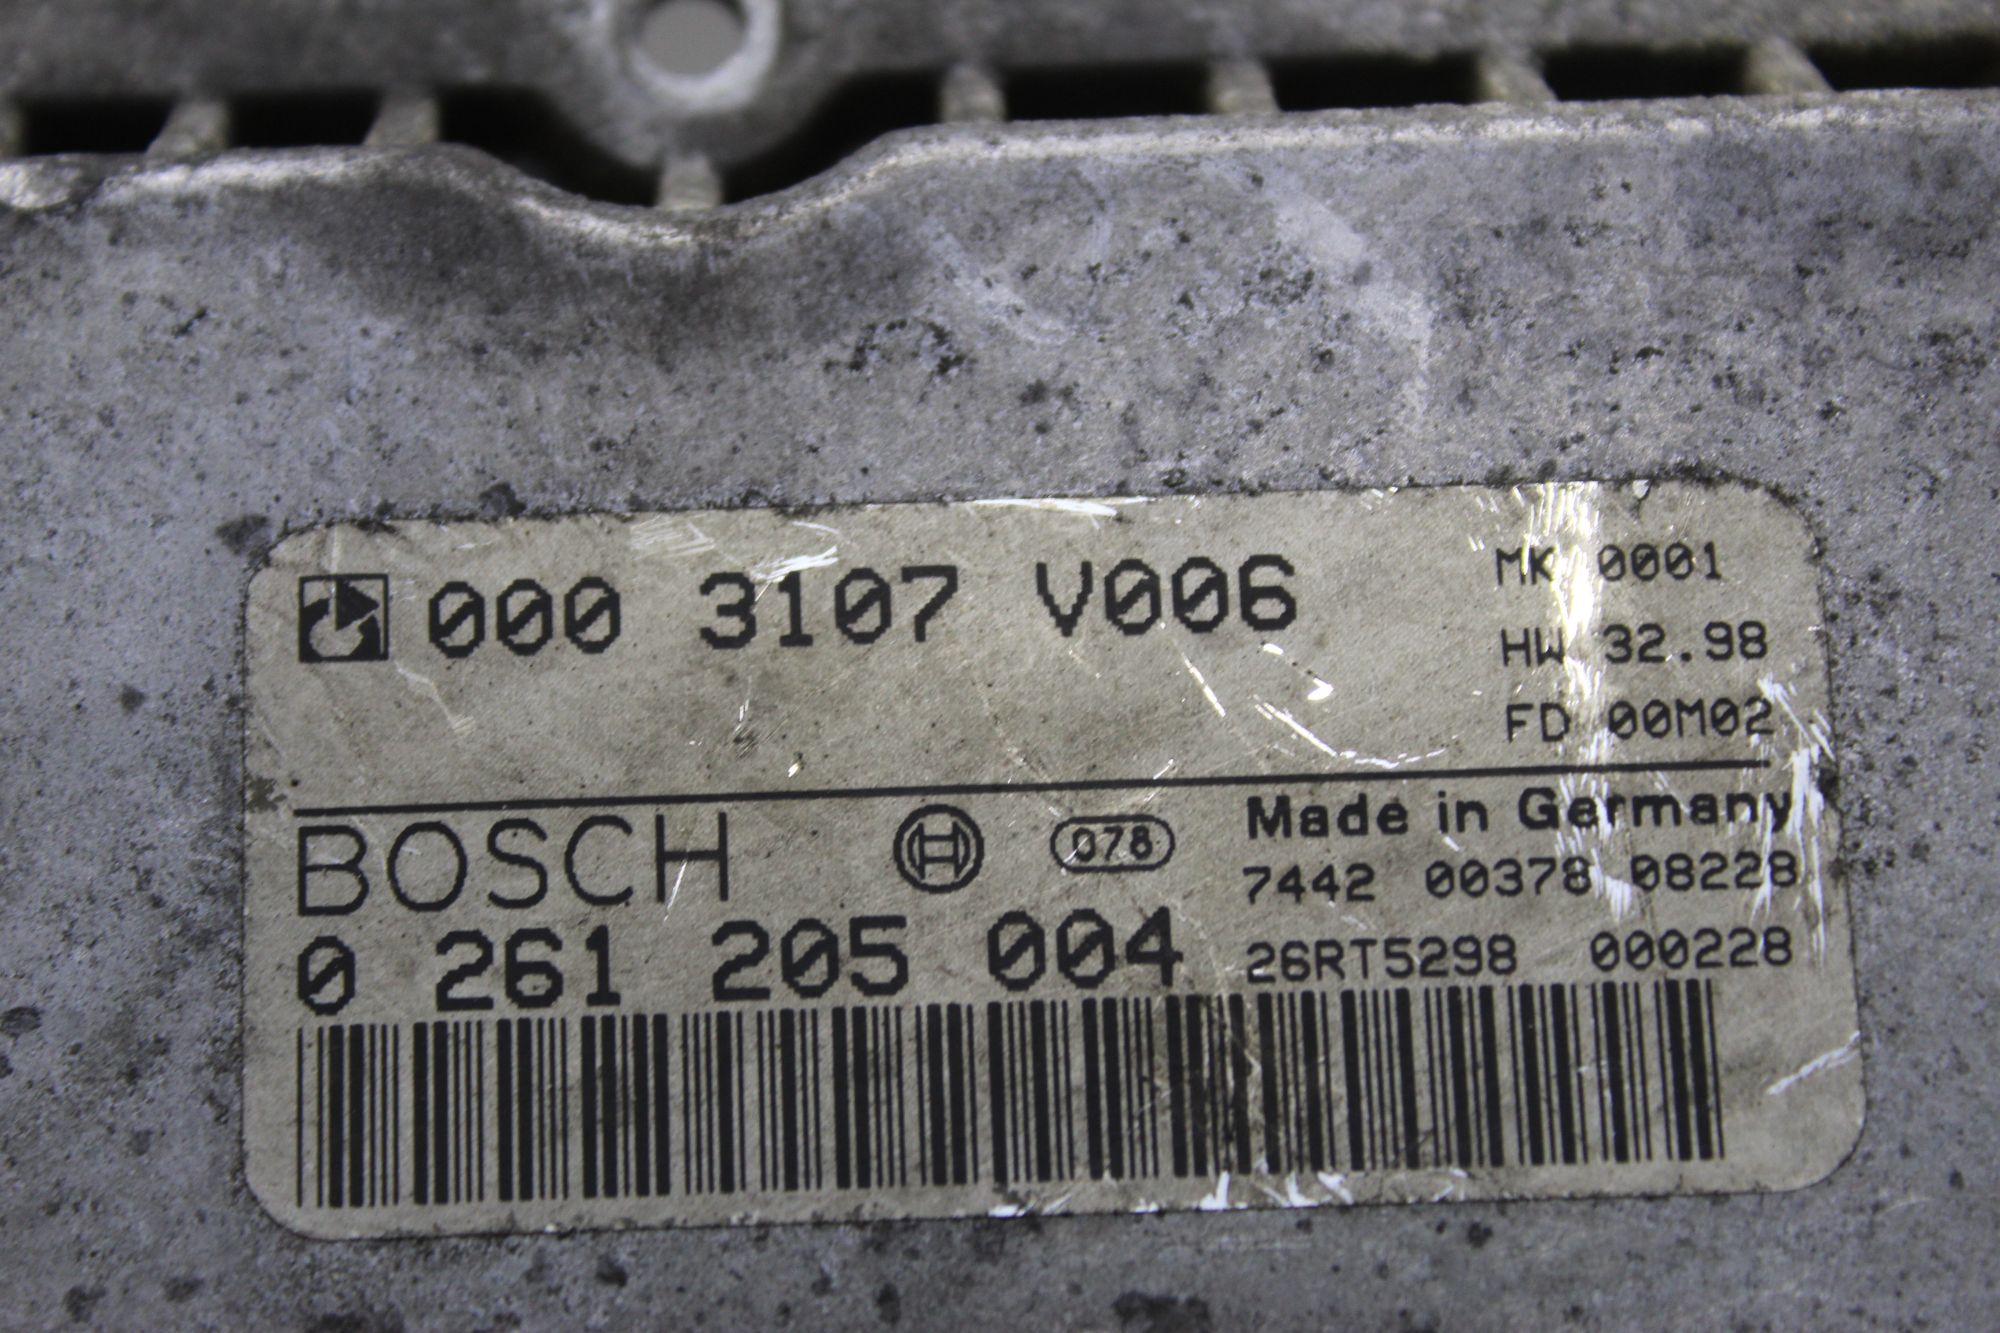 000 3107 V006
MK 0001
HW 32.98
FD 00M02
BOSCH 078 Made in Germany
7442 00378 08228
0 261 205 004 26RT5298 000228